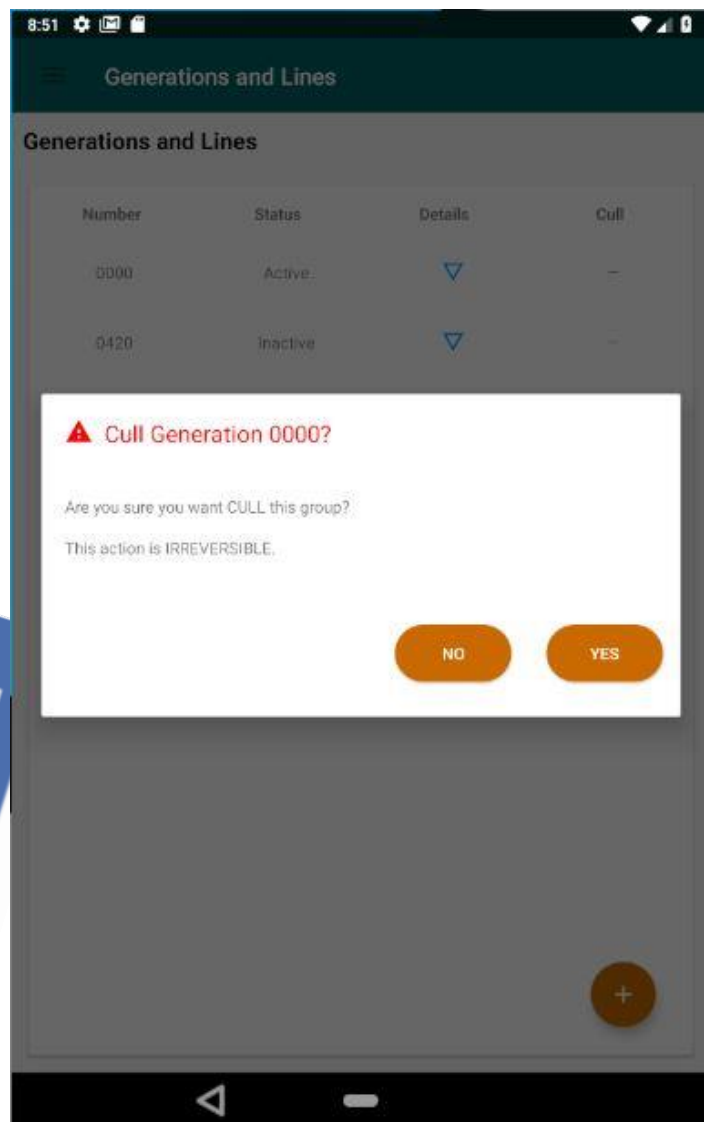 8:51
Generations and Lines
Generations and Lines
Number Status Details Cull
0000 Active
0420 Inactive
Cull Generation 0000?
Are you sure you want CULL this group?
This action is IRREVERSIBLE.
NO YES